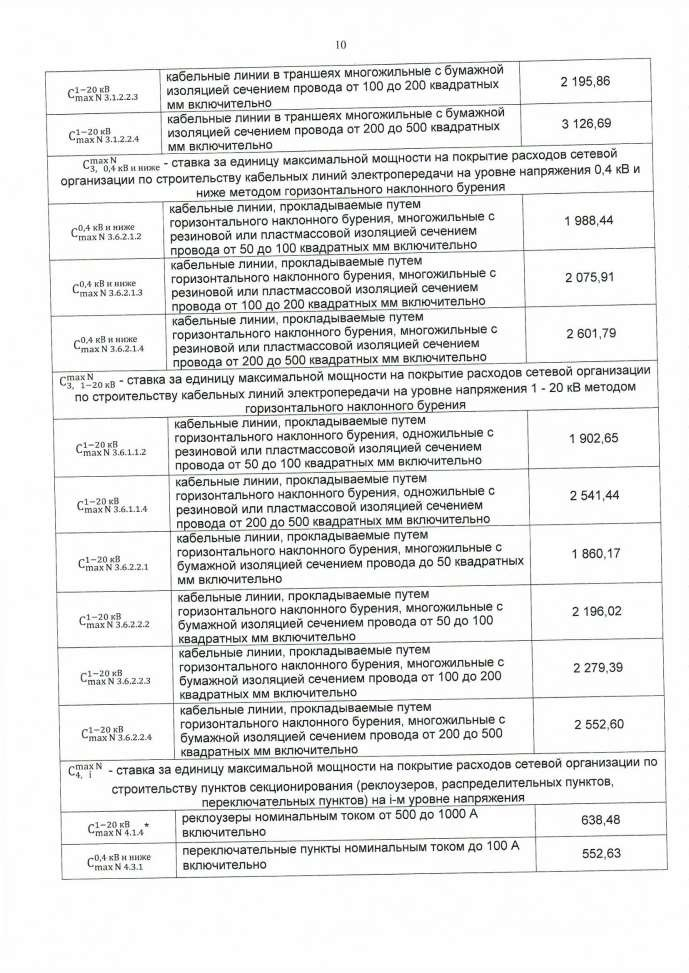 10
C 1−20 кВ max N 3.1.2.2.3
кабельные линии в траншеях многожильные с бумажной
изоляцией сечением провода от 100 до 200 квадратных
мм включительно
2 195,86
C 1−20 кВ max N 3.1.2.2.4
кабельные линии в траншеях многожильные с бумажной
изоляцией сечением провода от 200 до 500 квадратных
мм включительно
3 126,69
C max N 3, 0,4 кВ и ниже - ставка за единицу максимальной мощности на покрытие расходов сетевой
организации по строительству кабельных линий электропередачи на уровне напряжения 0,4 кВ и
ниже методом горизонтального наклонного бурения
C 0,4 кВ и ниже max N 3.6.2.1.2
кабельные линии, прокладываемые путем
горизонтального наклонного бурения, многожильные с
резиновой или пластмассовой изоляцией сечением
провода от 50 до 100 квадратных мм включительно
1 988,44
C 0,4 кВ и ниже max N 3.6.2.1.3
кабельные линии, прокладываемые путем
горизонтального наклонного бурения, многожильные с
резиновой или пластмассовой изоляцией сечением
провода от 100 до 200 квадратных мм включительно
2 075,91
C 0,4 кВ и ниже max N 3.6.2.1.4
кабельные линии, прокладываемые путем
горизонтального наклонного бурения, многожильные с
резиновой или пластмассовой изоляцией сечением
провода от 200 до 500 квадратных мм включительно
2 601,79
C max N 3, 1−20 кВ - ставка за единицу максимальной мощности на покрытие расходов сетевой организации
по строительству кабельных линий электропередачи на уровне напряжения 1 - 20 кВ методом
горизонтального наклонного бурения
C 1−20 кВ max N 3.6.1.1.2
кабельные линии, прокладываемые путем
горизонтального наклонного бурения, одножильные с
резиновой или пластмассовой изоляцией сечением
провода от 50 до 100 квадратных мм включительно
1 902,65
C 1−20 кВ max N 3.6.1.1.4
кабельные линии, прокладываемые путем
горизонтального наклонного бурения, одножильные с
резиновой или пластмассовой изоляцией сечением
провода от 200 до 500 квадратных мм включительно
2 541,44
C 1−20 кВ max N 3.6.2.2.1
кабельные линии, прокладываемые путем
горизонтального наклонного бурения, многожильные с
бумажной изоляцией сечением провода до 50 квадратных
мм включительно
1 860,17
C 1−20 кВ max N 3.6.2.2.2
кабельные линии, прокладываемые путем
горизонтального наклонного бурения, многожильные с
бумажной изоляцией сечением провода от 50 до 100
квадратных мм включительно
2 196,02
C 1−20 кВ max N 3.6.2.2.3
кабельные линии, прокладываемые путем
горизонтального наклонного бурения, многожильные с
бумажной изоляцией сечением провода от 100 до 200
квадратных мм включительно
2 279,39
C 1−20 кВ max N 3.6.2.2.4
кабельные линии, прокладываемые путем
горизонтального наклонного бурения, многожильные с
бумажной изоляцией сечением провода от 200 до 500
квадратных мм включительно
2 552,60
C max N 4, i - ставка за единицу максимальной мощности на покрытие расходов сетевой организации по
строительству пунктов секционирования (реклоузеров, распределительных пунктов,
переключательных пунктов) на i-м уровне напряжения
C 1−20 кВ max N 4.1.4 *
реклоузеры номинальным током от 500 до 1000 А
включительно
638,48
C 0,4 кВ и ниже max N 4.3.1
переключательные пункты номинальным током до 100 А
включительно
552,63